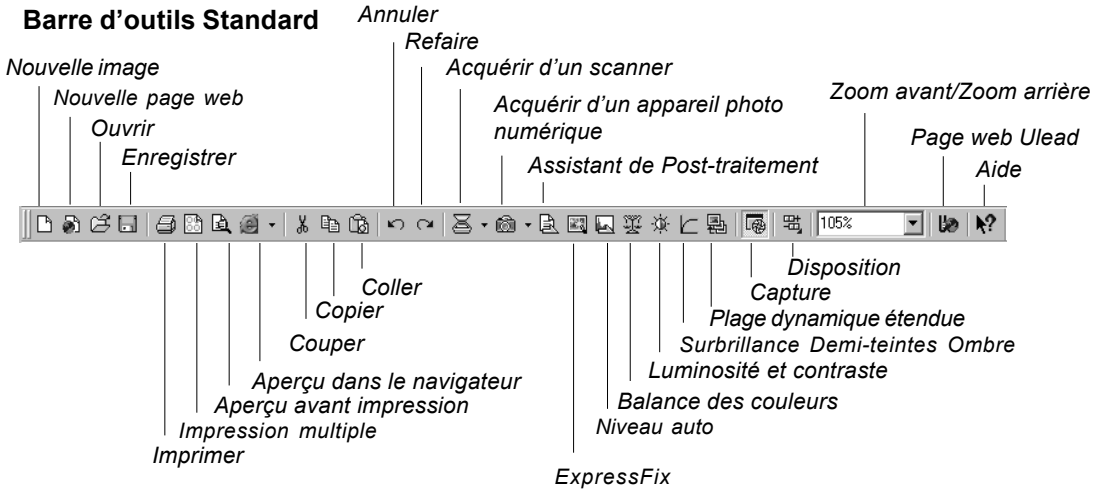 Barre d’outils Standard
Annuler
Refaire
Nouvelle image
Acquérir d’un scanner
Nouvelle page web
Acquérir d’un appareil photo
numérique
Zoom avant/Zoom arrière
Ouvrir
Page web Ulead
Enregistrer
Assistant de Post-traitement
Aide
105%
Disposition
Coller
Capture
Copier
Plage dynamique étendue
Couper
Surbrillance Demi-teintes Ombre
Luminosité et contraste
Aperçu dans le navigateur
Balance des couleurs
Aperçu avant impression
Niveau auto
Impression multiple
Imprimer
ExpressFix